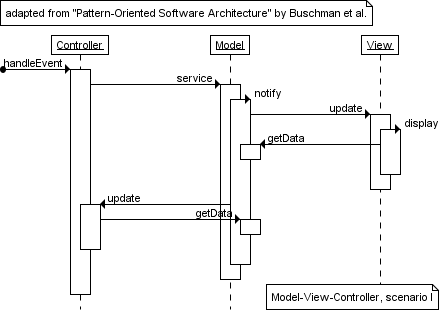 adapted from "Pattern-Oriented Software Architecture" by Buschman et al.
Controller
Model
View
handleEvent
service
notify
update
display
getData
update
getData
Model-View-Controller, scenario I